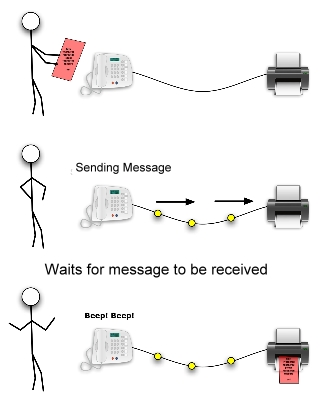 Sending Message
Waits for message to be received
Beep! Beep!